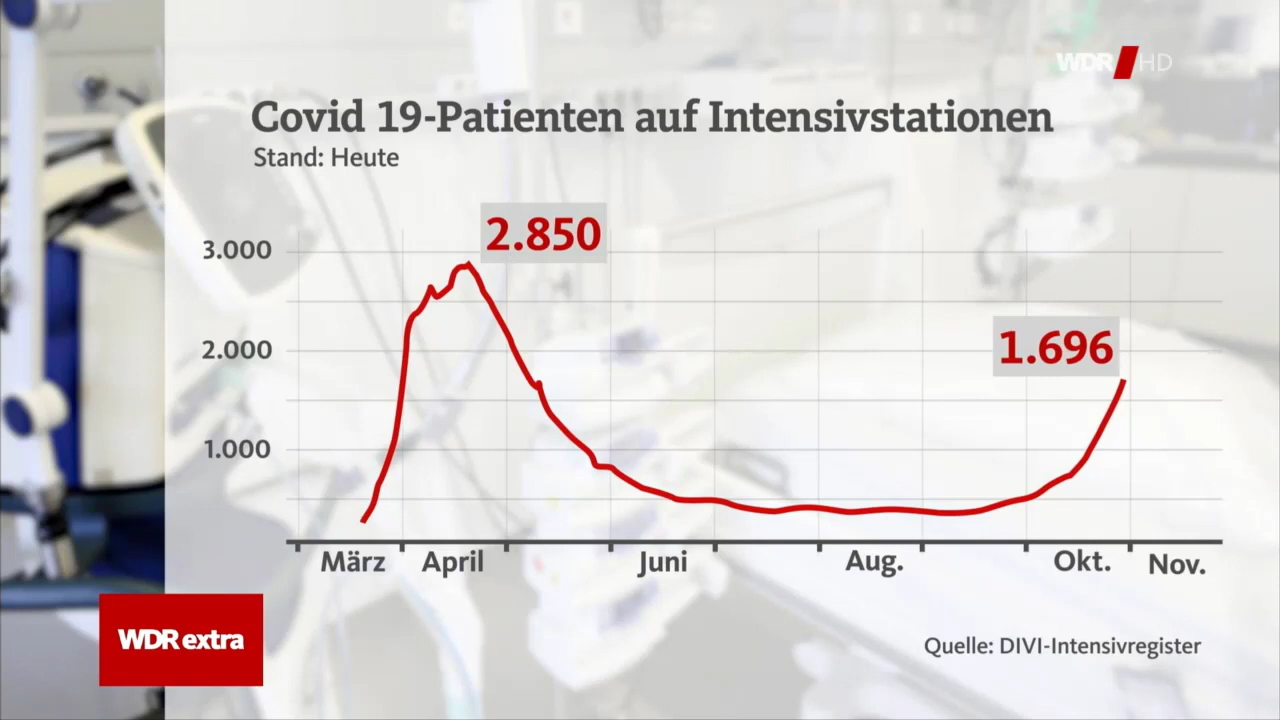 WDR HD
Covid 19-Patienten auf Intensivstationen
Stand: Heute
2.850
3.000
1.696
2.000
1.000
März April Juni Aug. Okt. Nov.
WDR extra
Quelle: DIVI-Intensivregister